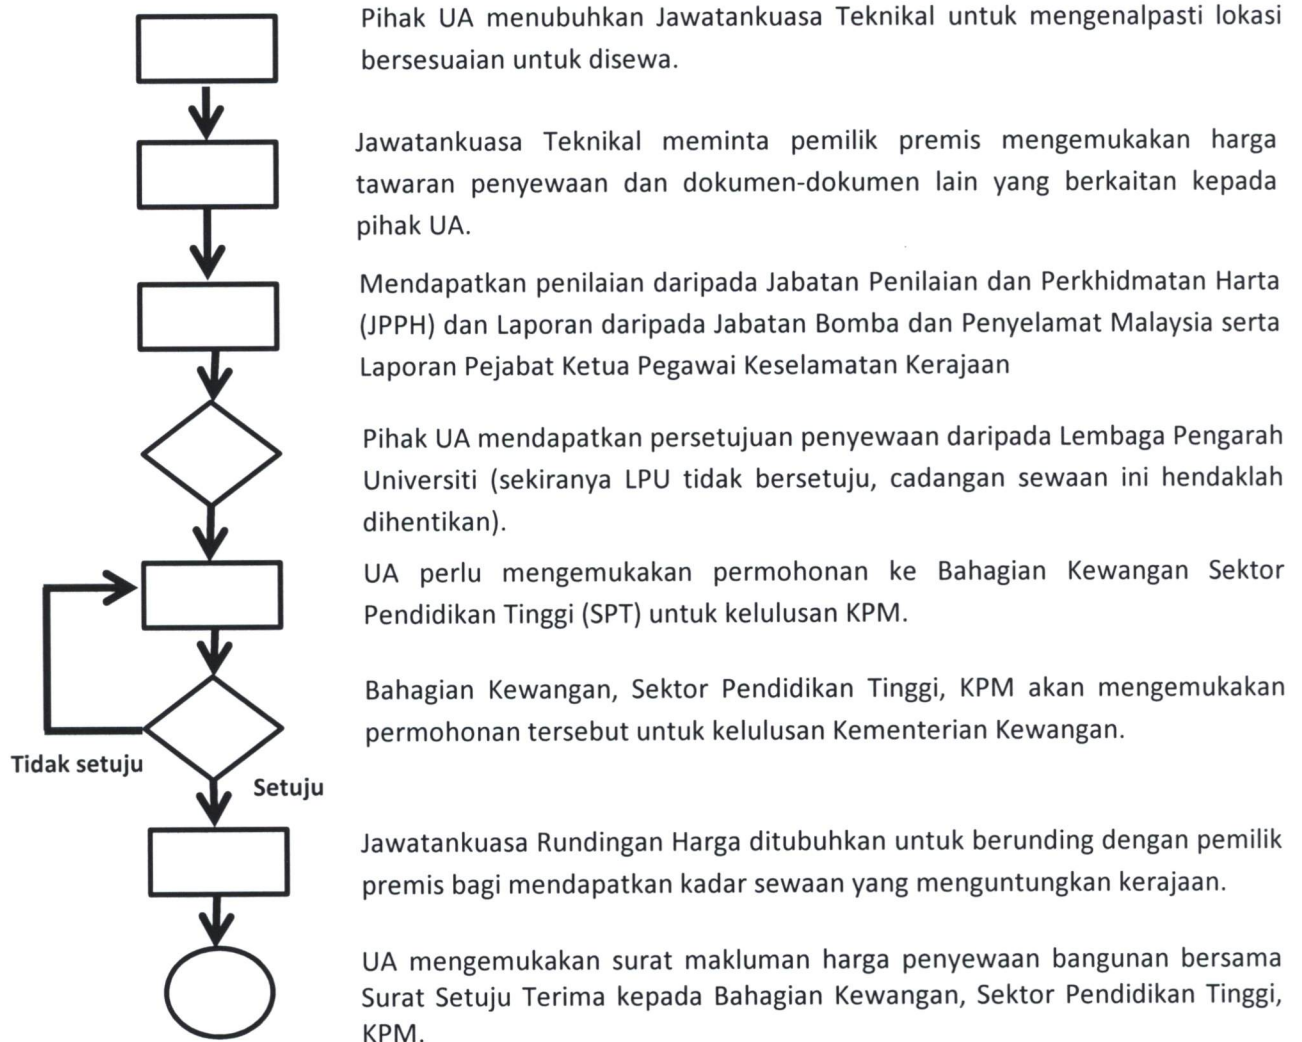 Pihak UA menubuhkan Jawatankuasa Teknikal untuk mengenalpasti lokasi
bersesuaian untuk disewa.
Jawatankuasa Teknikal meminta pemilik premis mengemukakan harga
tawaran penyewaan dan dokumen-dokumen lain yang berkaitan kepada
pihak UA.
Mendapatkan penilaian daripada Jabatan Penilaian dan Perkhidmatan Harta
(JPPH) dan Laporan daripada Jabatan Bomba dan Penyelamat Malaysia serta
Laporan Pejabat Ketua Pegawai Keselamatan Kerajaan
Pihak UA mendapatkan persetujuan penyewaan daripada Lembaga Pengarah
Universiti (sekiranya LPU tidak bersetuju, cadangan sewaan ini hendaklah
dihentikan).
UA perlu mengemukakan permohonan ke Bahagian Kewangan Sektor
Pendidikan Tinggi (SPT) untuk kelulusan KPM.
Bahagian Kewangan, Sektor Pendidikan Tinggi, KPM akan mengemukakan
permohonan tersebut untuk kelulusan Kementerian Kewangan.
Tidak setuju
Setuju
Jawatankuasa Rundingan Harga ditubuhkan untuk berunding dengan pemilik
premis bagi mendapatkan kadar sewaan yang menguntungkan kerajaan.
UA mengemukakan surat makluman harga penyewaan bangunan bersama
Surat Setuju Terima kepada Bahagian Kewangan, Sektor Pendidikan Tinggi,
KPM.